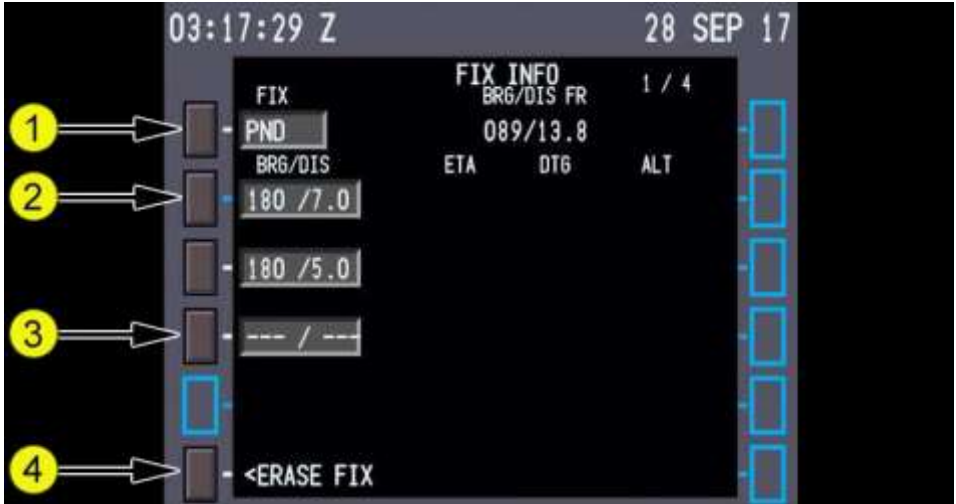 03:17:29 Z 28 SEP 17
FIX INFO 1 / 4
FIX BRG/DIS FR
1 PND 089/13.8
BRG/DIS ETA DTG ALT
2 180 /7.0
180 /5.0
3 --- / ---
4 <ERASE FIX